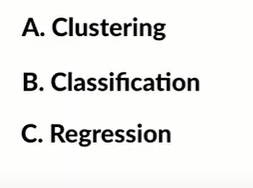 A. Clustering
B. Classification
C. Regression